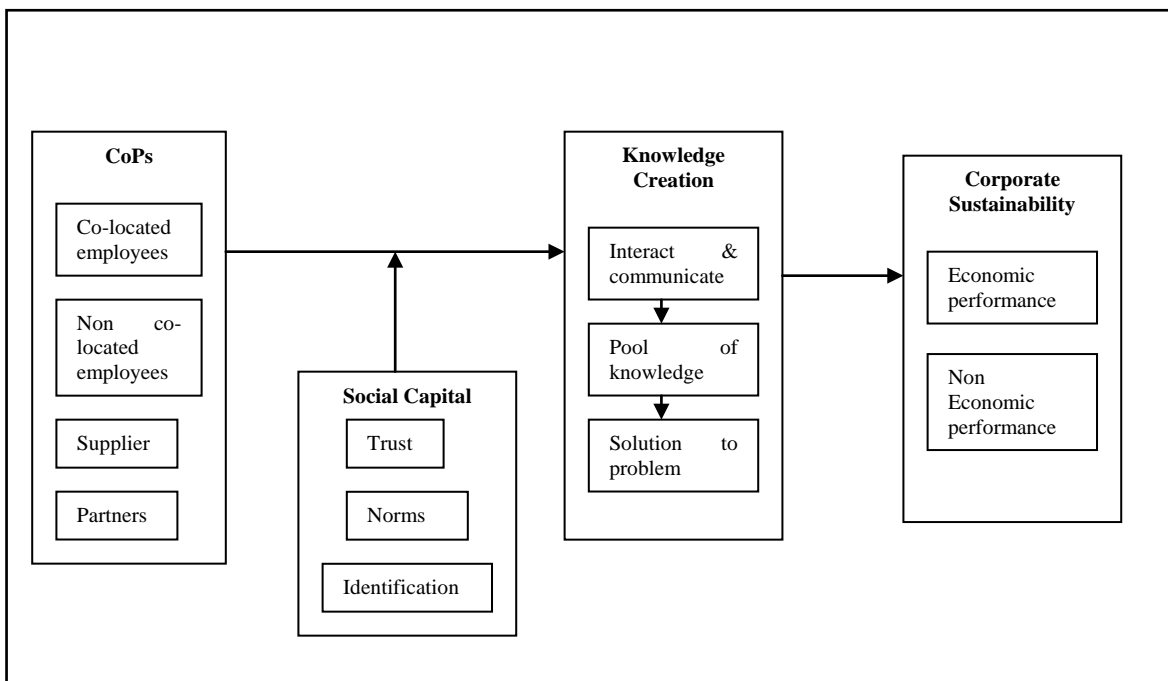 CoPs
Co-located
employees
Non co-
located
employees
Supplier
Partners
Social Capital
Trust
Norms
Identification
Knowledge
Creation
Interact &
communicate
Pool of
knowledge
Solution to
problem
Corporate
Sustainability
Economic
performance
Non
Economic
performance